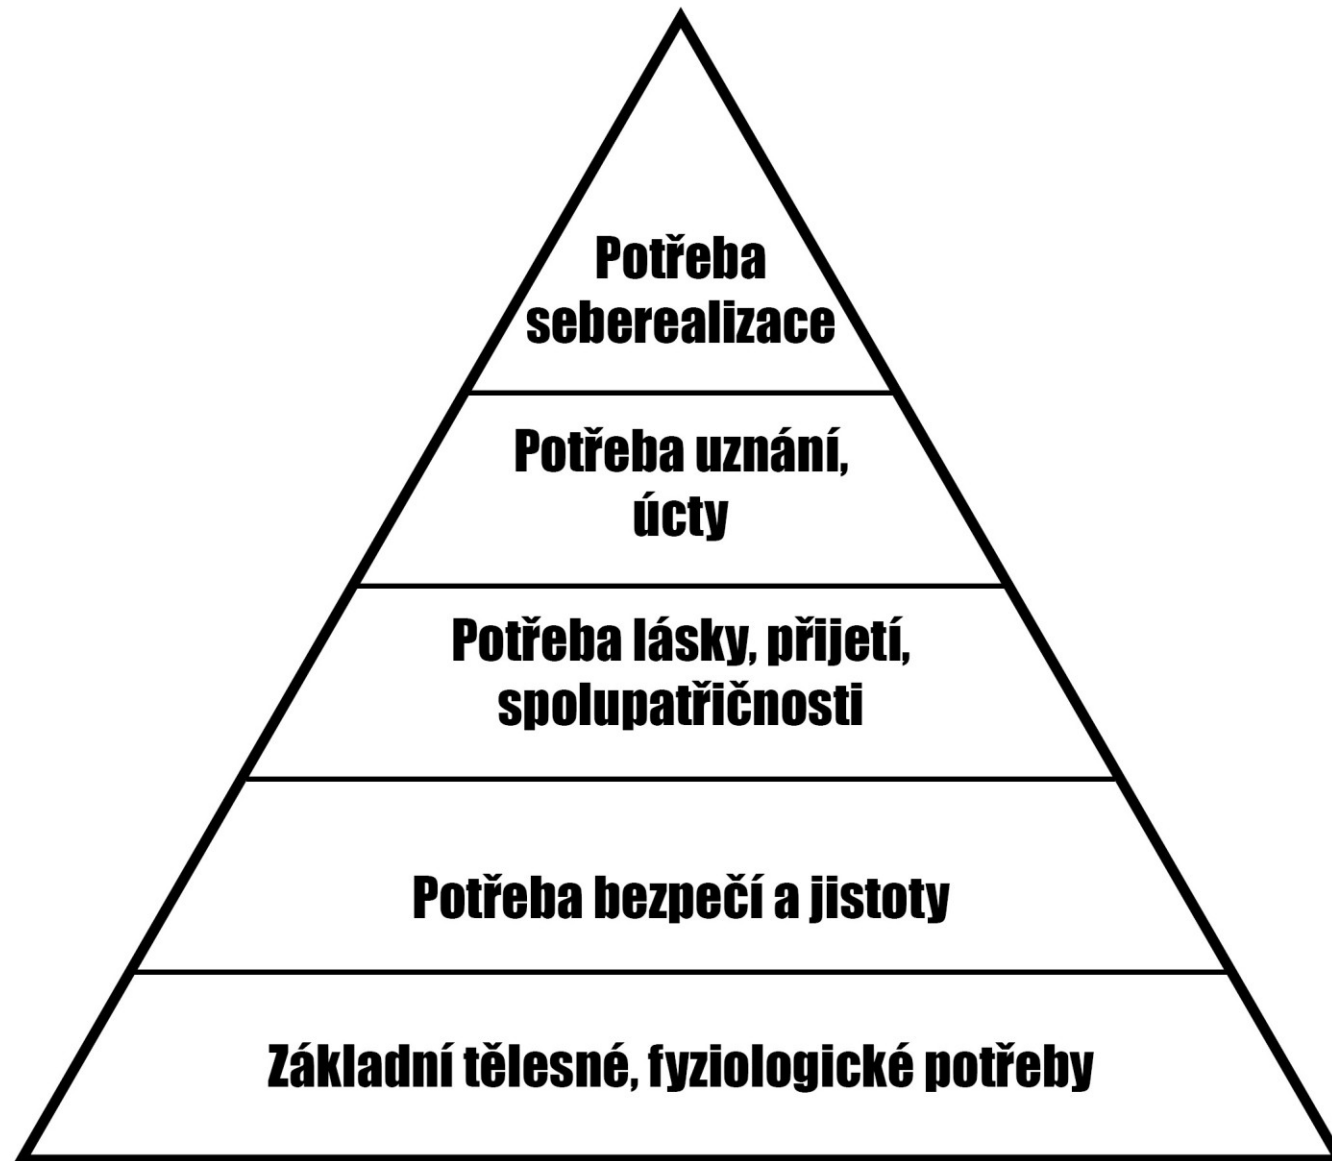 Potřeba
seberealizace
Potřeba uznání,
úcty
Potřeba lásky, přijetí,
spolupatřičnosti
Potřeba bezpečí a jistoty
Základní tělesné, fyziologické potřeby